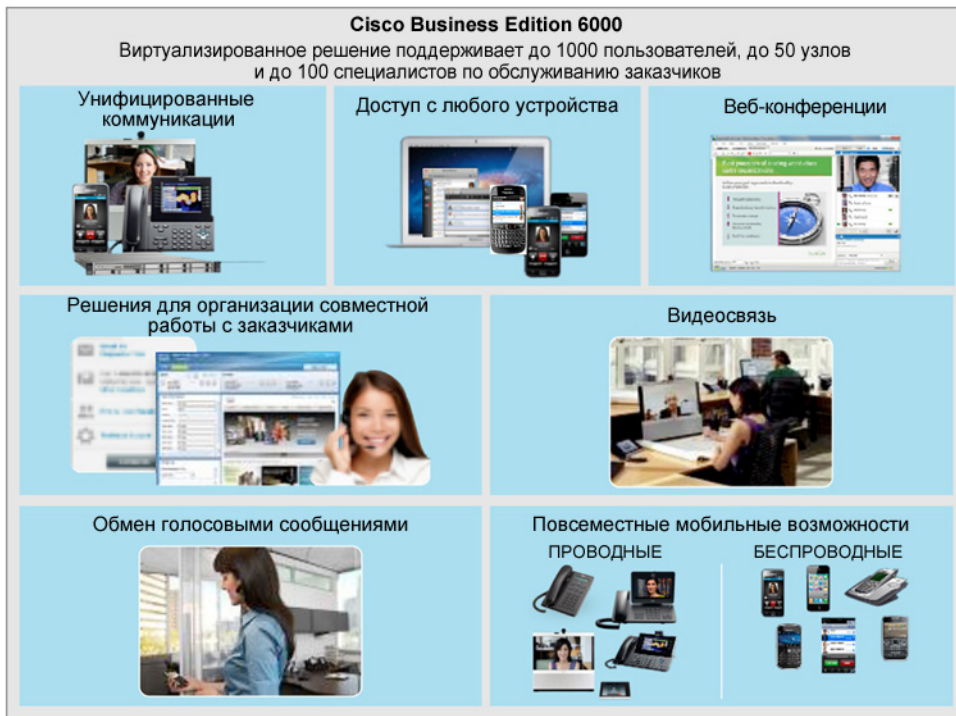 Cisco Business Edition 6000
Виртуализированное решение поддерживает до 1000 пользователей, до 50 узлов
и до 100 специалистов по обслуживанию заказчиков
Унифицированные
коммуникации
Доступ с любого устройства
Веб-конференции
Решения для организации совместной
работы с заказчиками
Видеосвязь
Обмен голосовыми сообщениями
Повсеместные мобильные возможности
ПРОВОДНЫЕ
БЕСПРОВОДНЫЕ